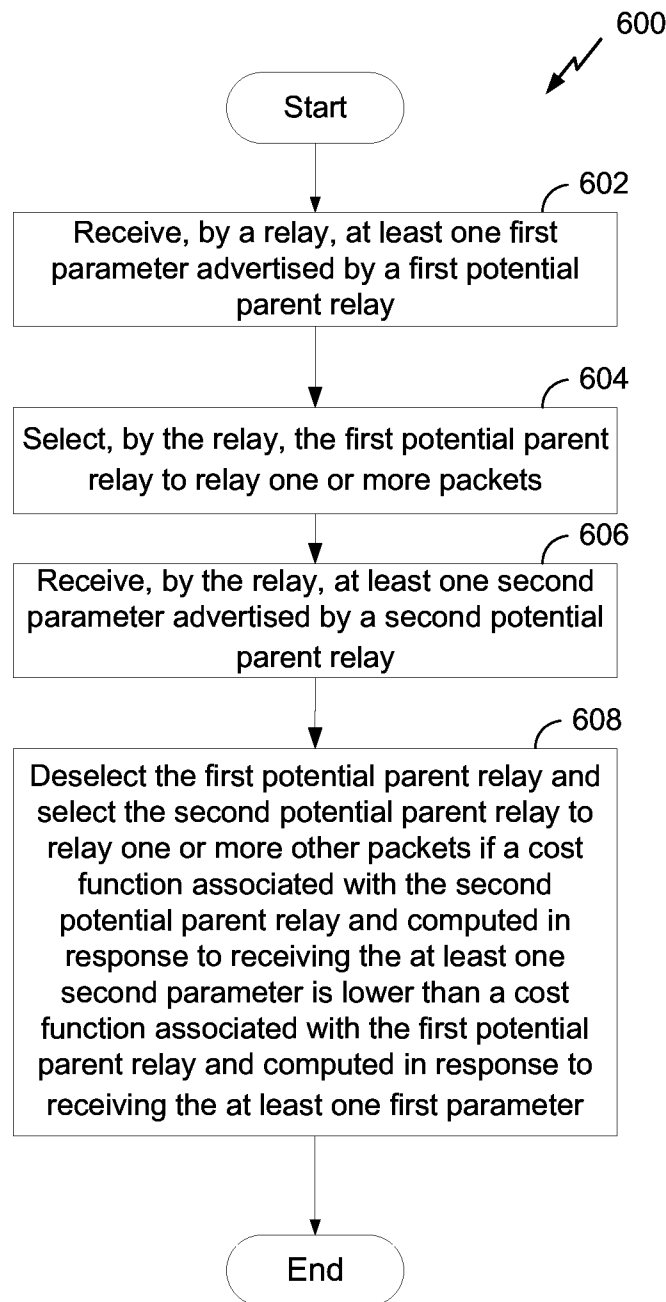 600
Start
602
Receive, by a relay, at least one first
parameter advertised by a first potential
parent relay
604
Select, by the relay, the first potential parent
relay to relay one or more packets
606
Receive, by the relay, at least one second
parameter advertised by a second potential
parent relay
608
Deselect the first potential parent relay and
select the second potential parent relay to
relay one or more other packets if a cost
function associated with the second
potential parent relay and computed in
response to receiving the at least one
second parameter is lower than a cost
function associated with the first potential
parent relay and computed in response to
receiving the at least one first parameter
End